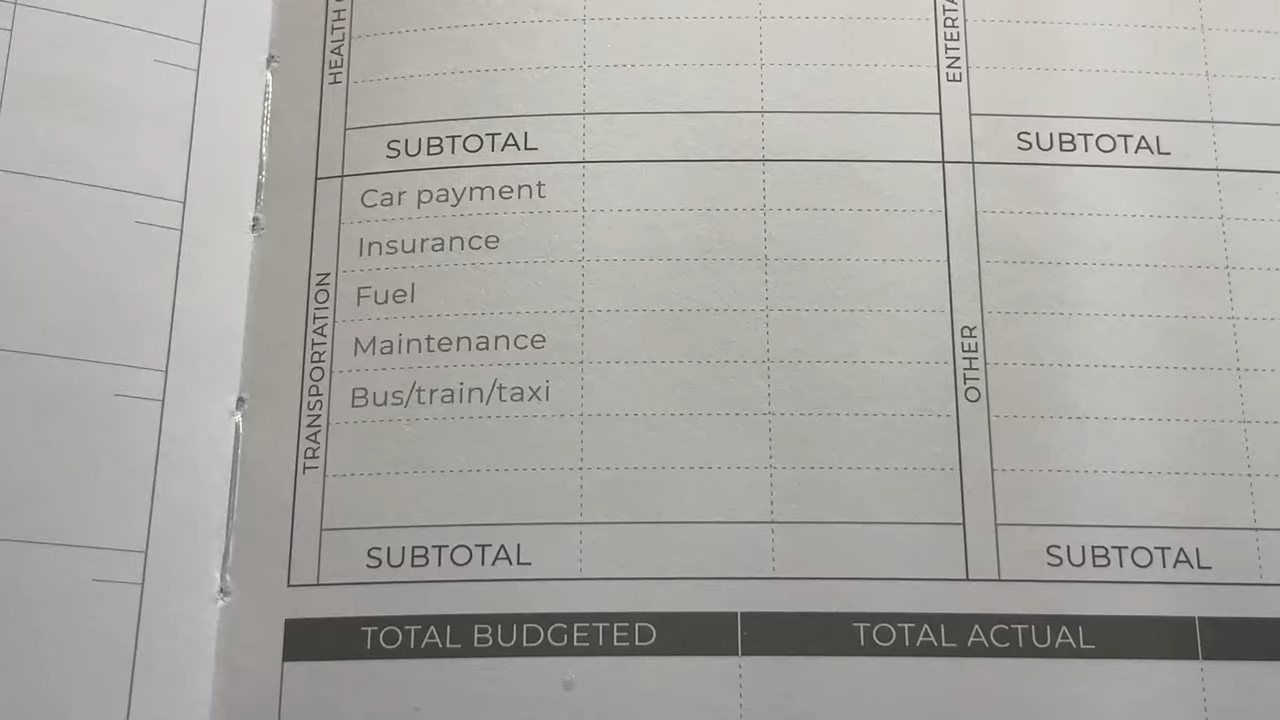 HEALTH
SUBTOTAL
TRANSPORTATION
Car payment
Insurance
Fuel
Maintenance
Bus/train/taxi
SUBTOTAL
SUBTOTAL
OTHER
SUBTOTAL
TOTAL BUDGETED
TOTAL ACTUAL